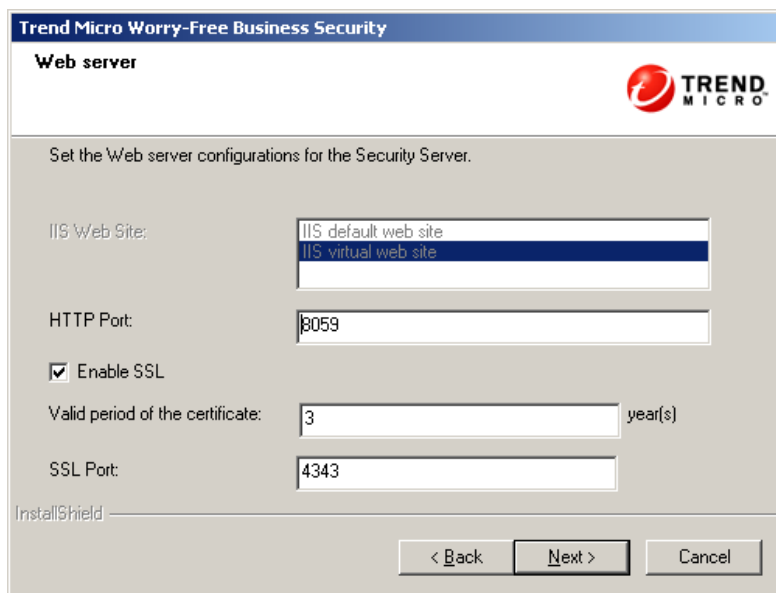 Trend Micro Worry-Free Business Security
Web server
TREND
MICRO™
Set the Web server configurations for the Security Server.
IIS Web Site:
IIS default web site
IIS virtual web site
HTTP Port:
8059
Enable SSL
Valid period of the certificate:
3
year(s)
SSL Port:
4343
InstallShield
< Back
Next >
Cancel